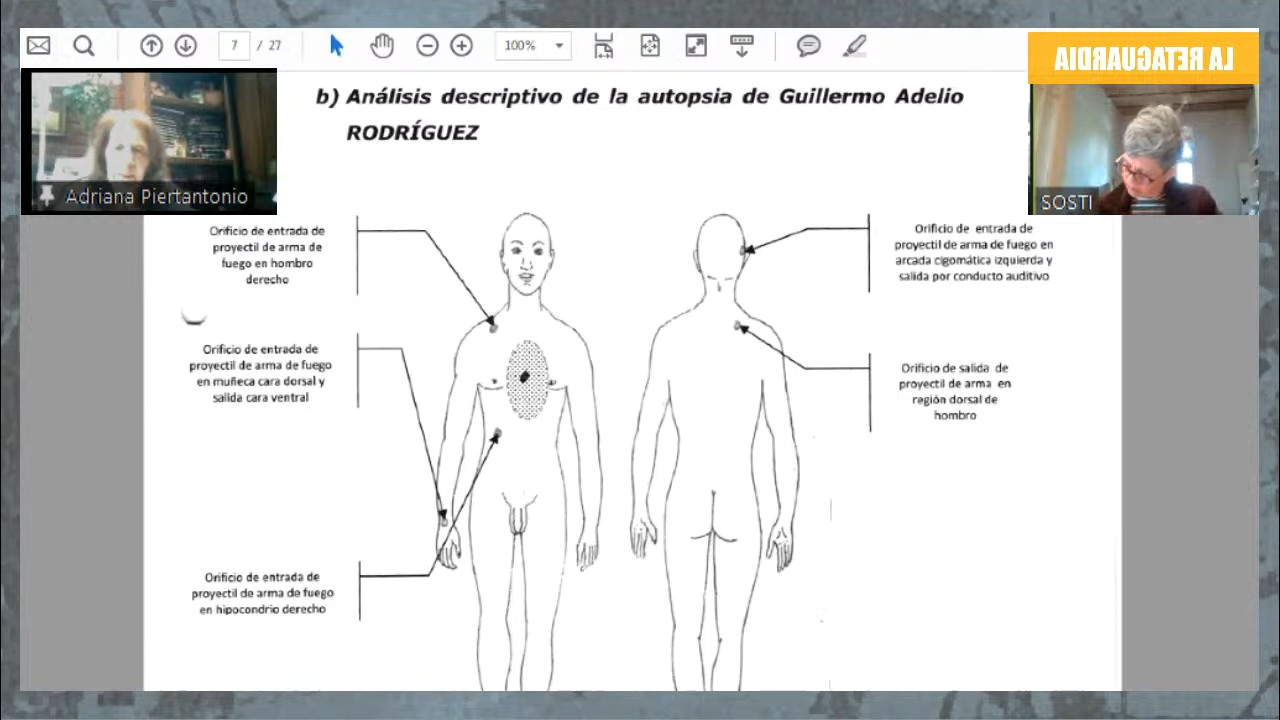 7 / 27
100%
LA RETAGUARDIA
Adriana Piertantonio
SOSTI
b) Análisis descriptivo de la autopsia de Guillermo Adelio
RODRÍGUEZ
Orificio de entrada de
proyectil de arma de
fuego en hombro
derecho
Orificio de entrada de
proyectil de arma de fuego
en muñeca cara dorsal y
salida cara ventral
Orificio de entrada de
proyectil de arma de fuego
en hipocondrio derecho
Orificio de entrada de
proyectil de arma de fuego en
arcada cigomática izquierda y
salida por conducto auditivo
Orificio de salida de
proyectil de arma en
región dorsal de
hombro